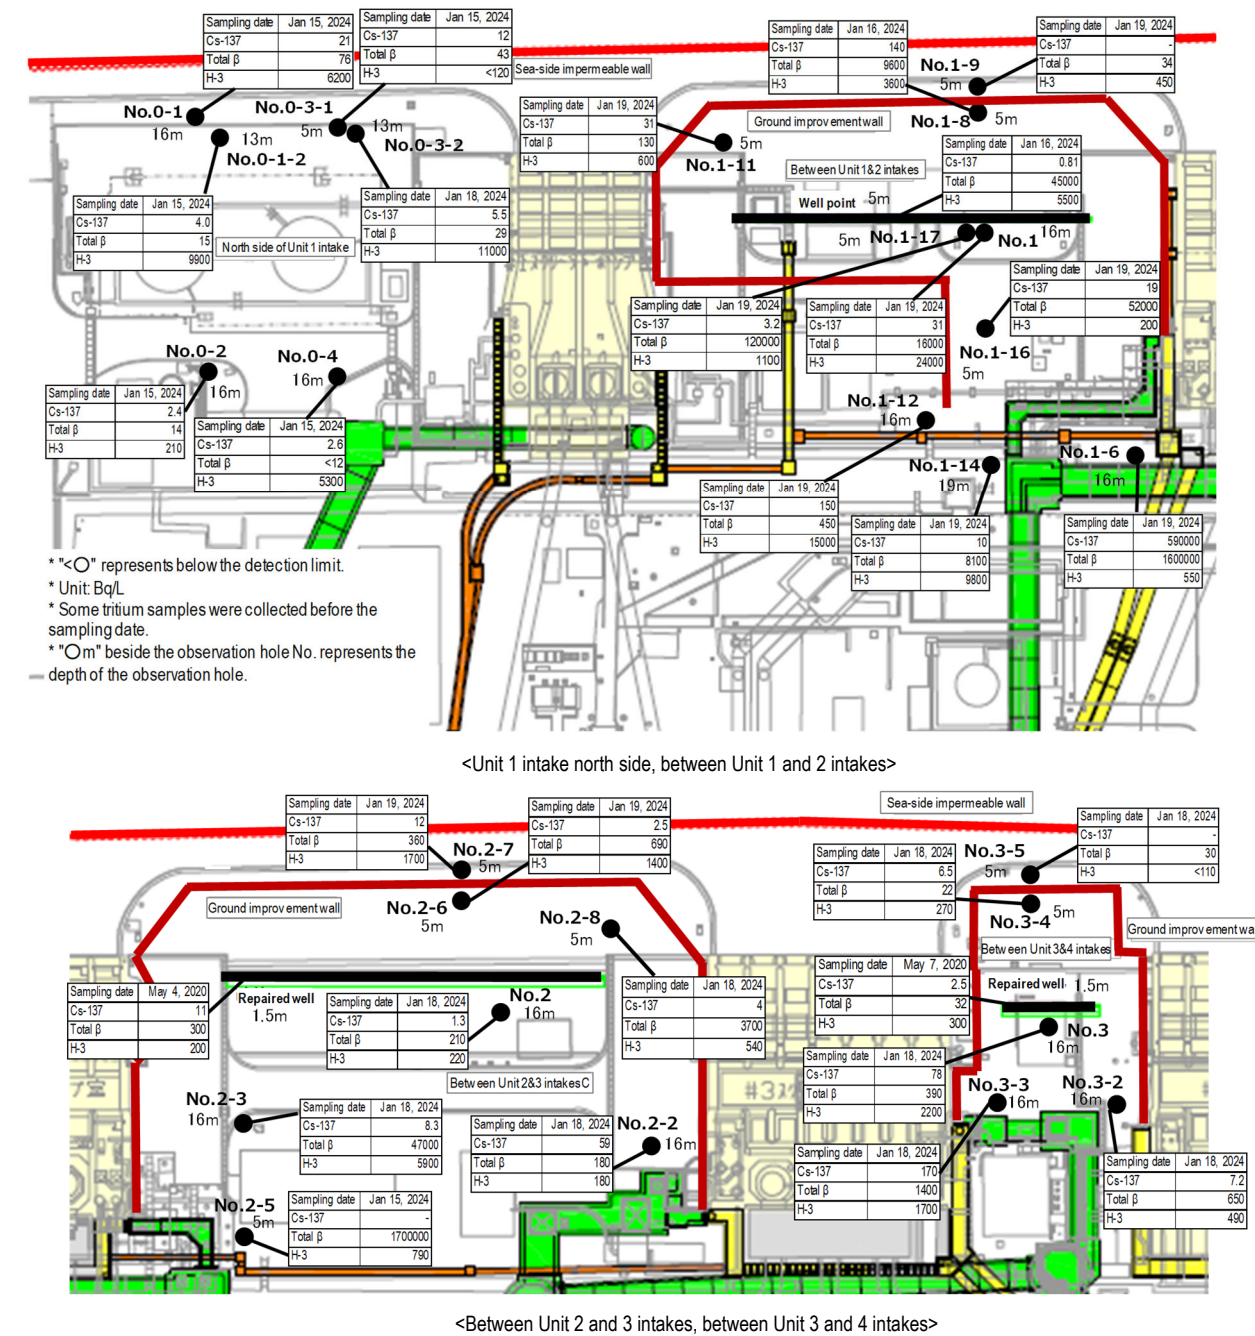 Sampling date Jan 15, 2024
Cs-137 21
Total β 76
H-3 6200
Sampling date Jan 15, 2024
Cs-137 12
Total β 43
H-3 <120
Sea-side impermeable wall
Sampling date Jan 16, 2024
Cs-137 140
Total β 9600
H-3 3600
Sampling date Jan 19, 2024
Cs-137 -
Total β 34
H-3 450
No.0-1
16m
No.0-3-1
5m
13m
No.0-1-2
13m
No.0-3-2
Sampling date Jan 19, 2024
Cs-137 31
Total β 130
H-3 600
No.1-11
5m
No.1-9
5m
No.1-8
5m
Ground improvement wall
Sampling date Jan 16, 2024
Cs-137 0.81
Total β 45000
H-3 5500
Between Unit 1&2 intakes
5m
Well point
Sampling date Jan 15, 2024
Cs-137 4.0
Total β 15
H-3 9900
North side of Unit 1 intake
Sampling date Jan 18, 2024
Cs-137 5.5
Total β 29
H-3 11000
5m
No.1-17
No.1
16m
Sampling date Jan 19, 2024
Cs-137 19
Total β 52000
H-3 200
Sampling date Jan 19, 2024
Cs-137 3.2
Total β 120000
H-3 1100
Sampling date Jan 19, 2024
Cs-137 31
Total β 16000
H-3 24000
No.1-16
5m
No.0-2
16m
No.0-4
16m
Sampling date Jan 15, 2024
Cs-137 2.4
Total β 14
H-3 210
Sampling date Jan 15, 2024
Cs-137 2.6
Total β <12
H-3 5300
No.1-12
16m
No.1-14
19m
No.1-6
16m
Sampling date Jan 19, 2024
Cs-137 150
Total β 450
H-3 15000
Sampling date Jan 19, 2024
Cs-137 10
Total β 8100
H-3 9800
Sampling date Jan 19, 2024
Cs-137 590000
Total β 1600000
H-3 550
* "<○" represents below the detection limit.
* Unit: Bq/L
* Some tritium samples were collected before the
sampling date.
* "○m" beside the observation hole No. represents the
depth of the observation hole.
<Unit 1 intake north side, between Unit 1 and 2 intakes>
Sampling date Jan 19, 2024
Cs-137 12
Total β 360
H-3 1700
Sampling date Jan 19, 2024
Cs-137 2.5
Total β 690
H-3 1400
Sea-side impermeable wall
Sampling date Jan 18, 2024
Cs-137 -
Total β 30
H-3 <110
No.2-7
5m
Sampling date Jan 18, 2024
Cs-137 6.5
Total β 22
H-3 270
No.3-5
5m
Ground improvement wall
No.2-6
5m
No.2-8
5m
No.3-4
5m
Ground improvement wa
Between Unit 3&4 intakes
Sampling date May 4, 2020
Cs-137 11
Total β 300
H-3 200
Repaired well
1.5m
Sampling date Jan 18, 2024
Cs-137 1.3
Total β 210
H-3 220
No.2
16m
Sampling date Jan 18, 2024
Cs-137 4
Total β 3700
H-3 540
Sampling date May 7, 2020
Cs-137 2.5
Total β 32
H-3 300
Repaired well 1.5m
No.3
16m
Between Unit 2&3 intakes C
Sampling date Jan 18, 2024
Cs-137 78
Total β 390
H-3 2200
No.3-3
16m
No.3-2
16m
No.2-3
16m
Sampling date Jan 18, 2024
Cs-137 8.3
Total β 47000
H-3 5900
Sampling date Jan 18, 2024
Cs-137 59
Total β 180
H-3 180
No.2-2
16m
Sampling date Jan 18, 2024
Cs-137 170
Total β 1400
H-3 1700
Sampling date Jan 18, 2024
Cs-137 7.2
Total β 650
H-3 490
No.2-5
5m
Sampling date Jan 15, 2024
Cs-137 -
Total β 1700000
H-3 790
<Between Unit 2 and 3 intakes, between Unit 3 and 4 intakes>